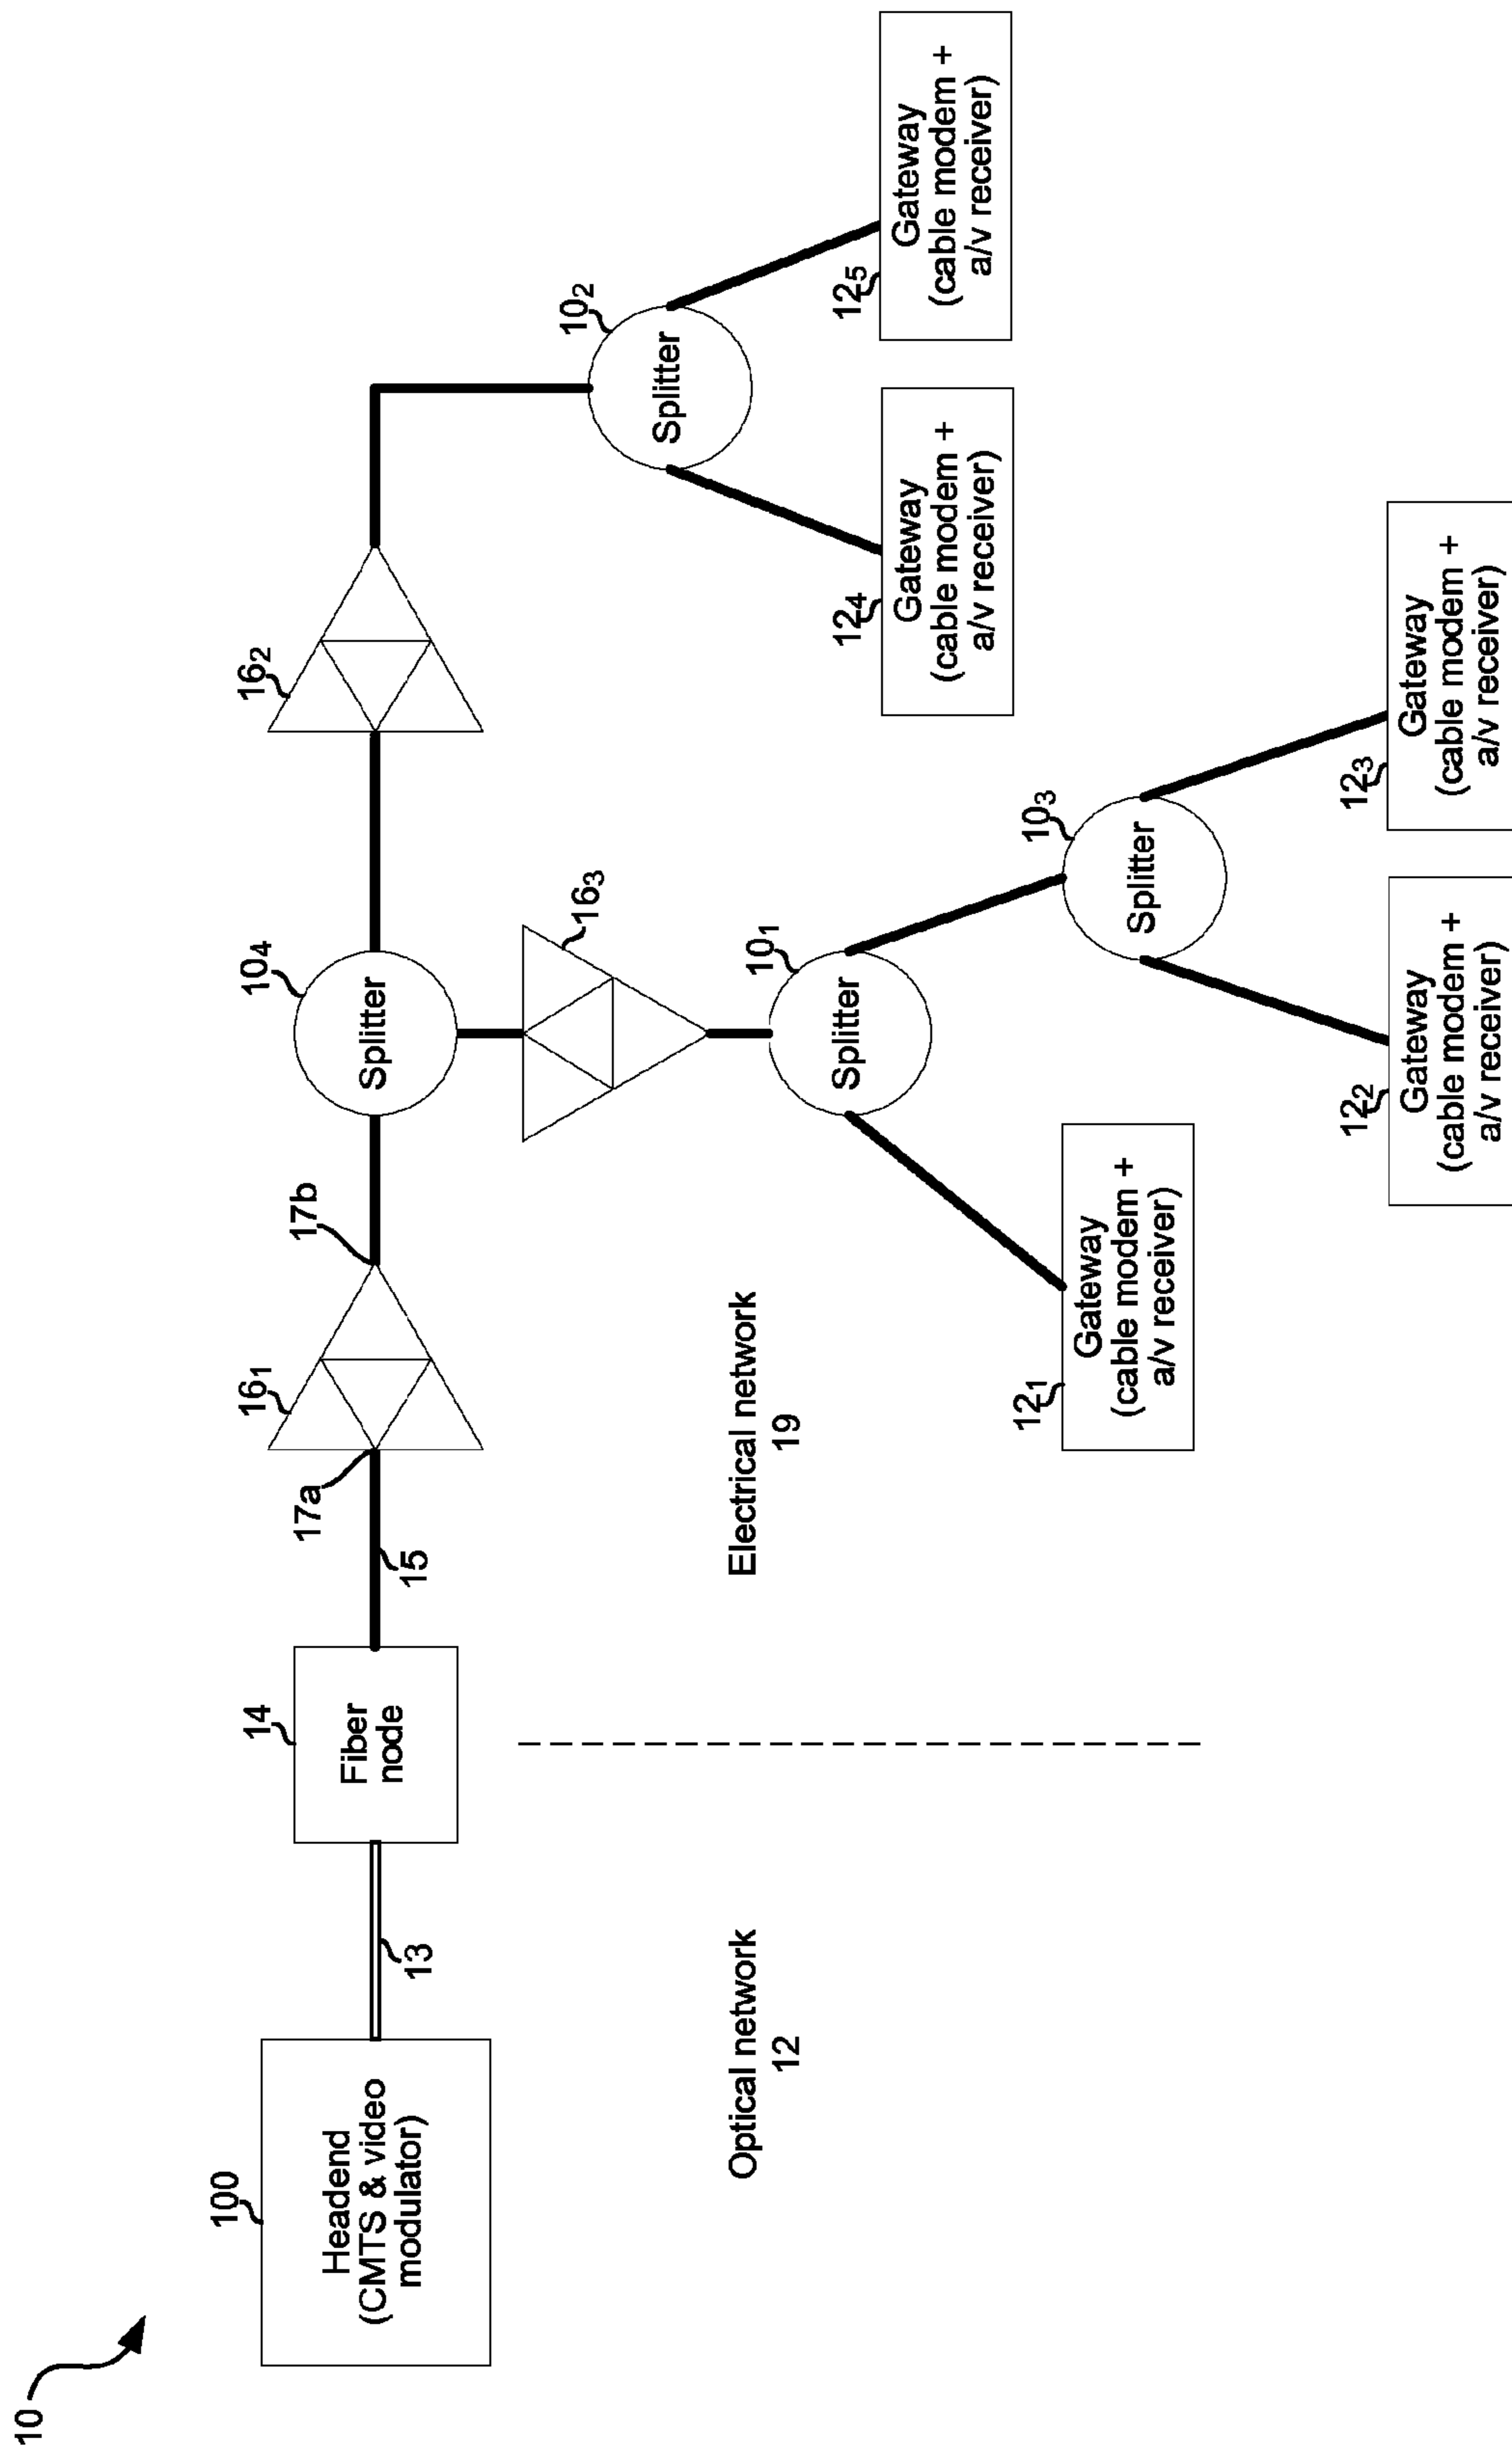 10
100
Headend
(CMTS & video
modulator)
13
14
Fiber
node
15
17a
16₁
17b
10₄
Splitter
16₂
10₂
Splitter
16₃
10₁
Splitter
10₃
Splitter
12₁
Gateway
(cable modem +
a/v receiver)
12₂
Gateway
(cable modem +
a/v receiver)
12₃
Gateway
(cable modem +
a/v receiver)
12₄
Gateway
(cable modem +
a/v receiver)
12₅
Gateway
(cable modem +
a/v receiver)
Optical network
12
Electrical network
19